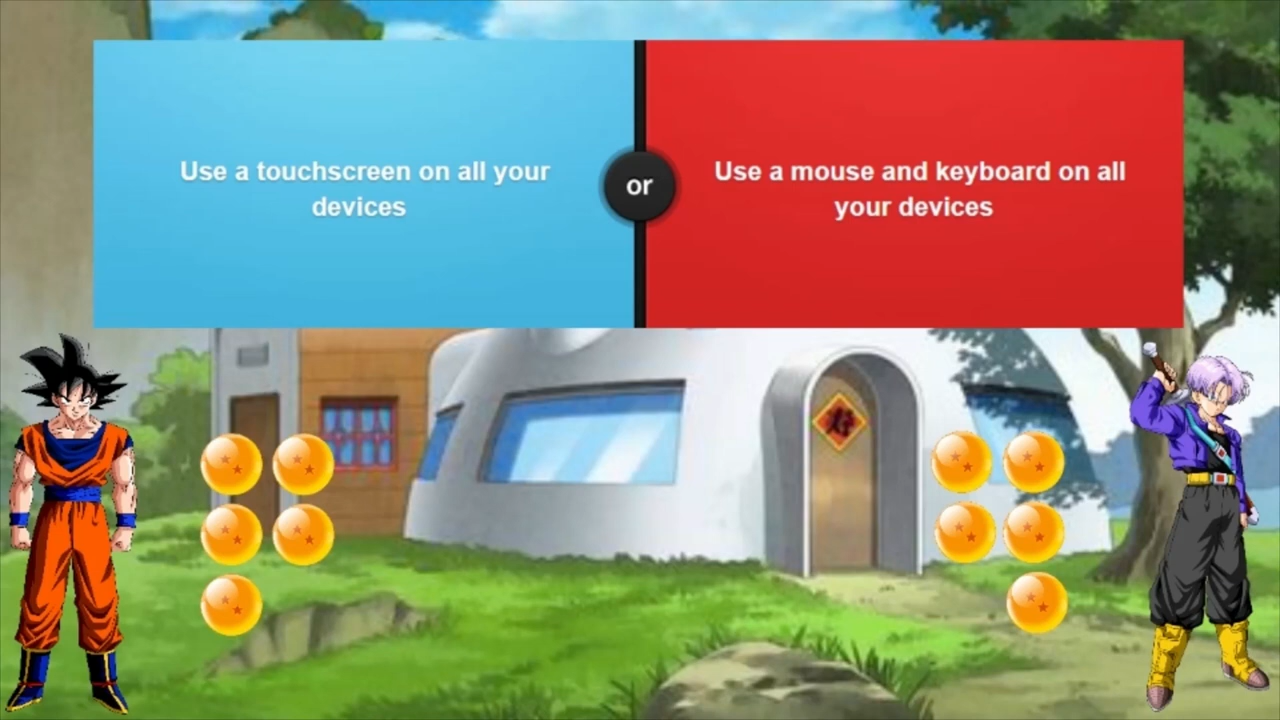 Use a touchscreen on all your
devices
or
Use a mouse and keyboard on all
your devices